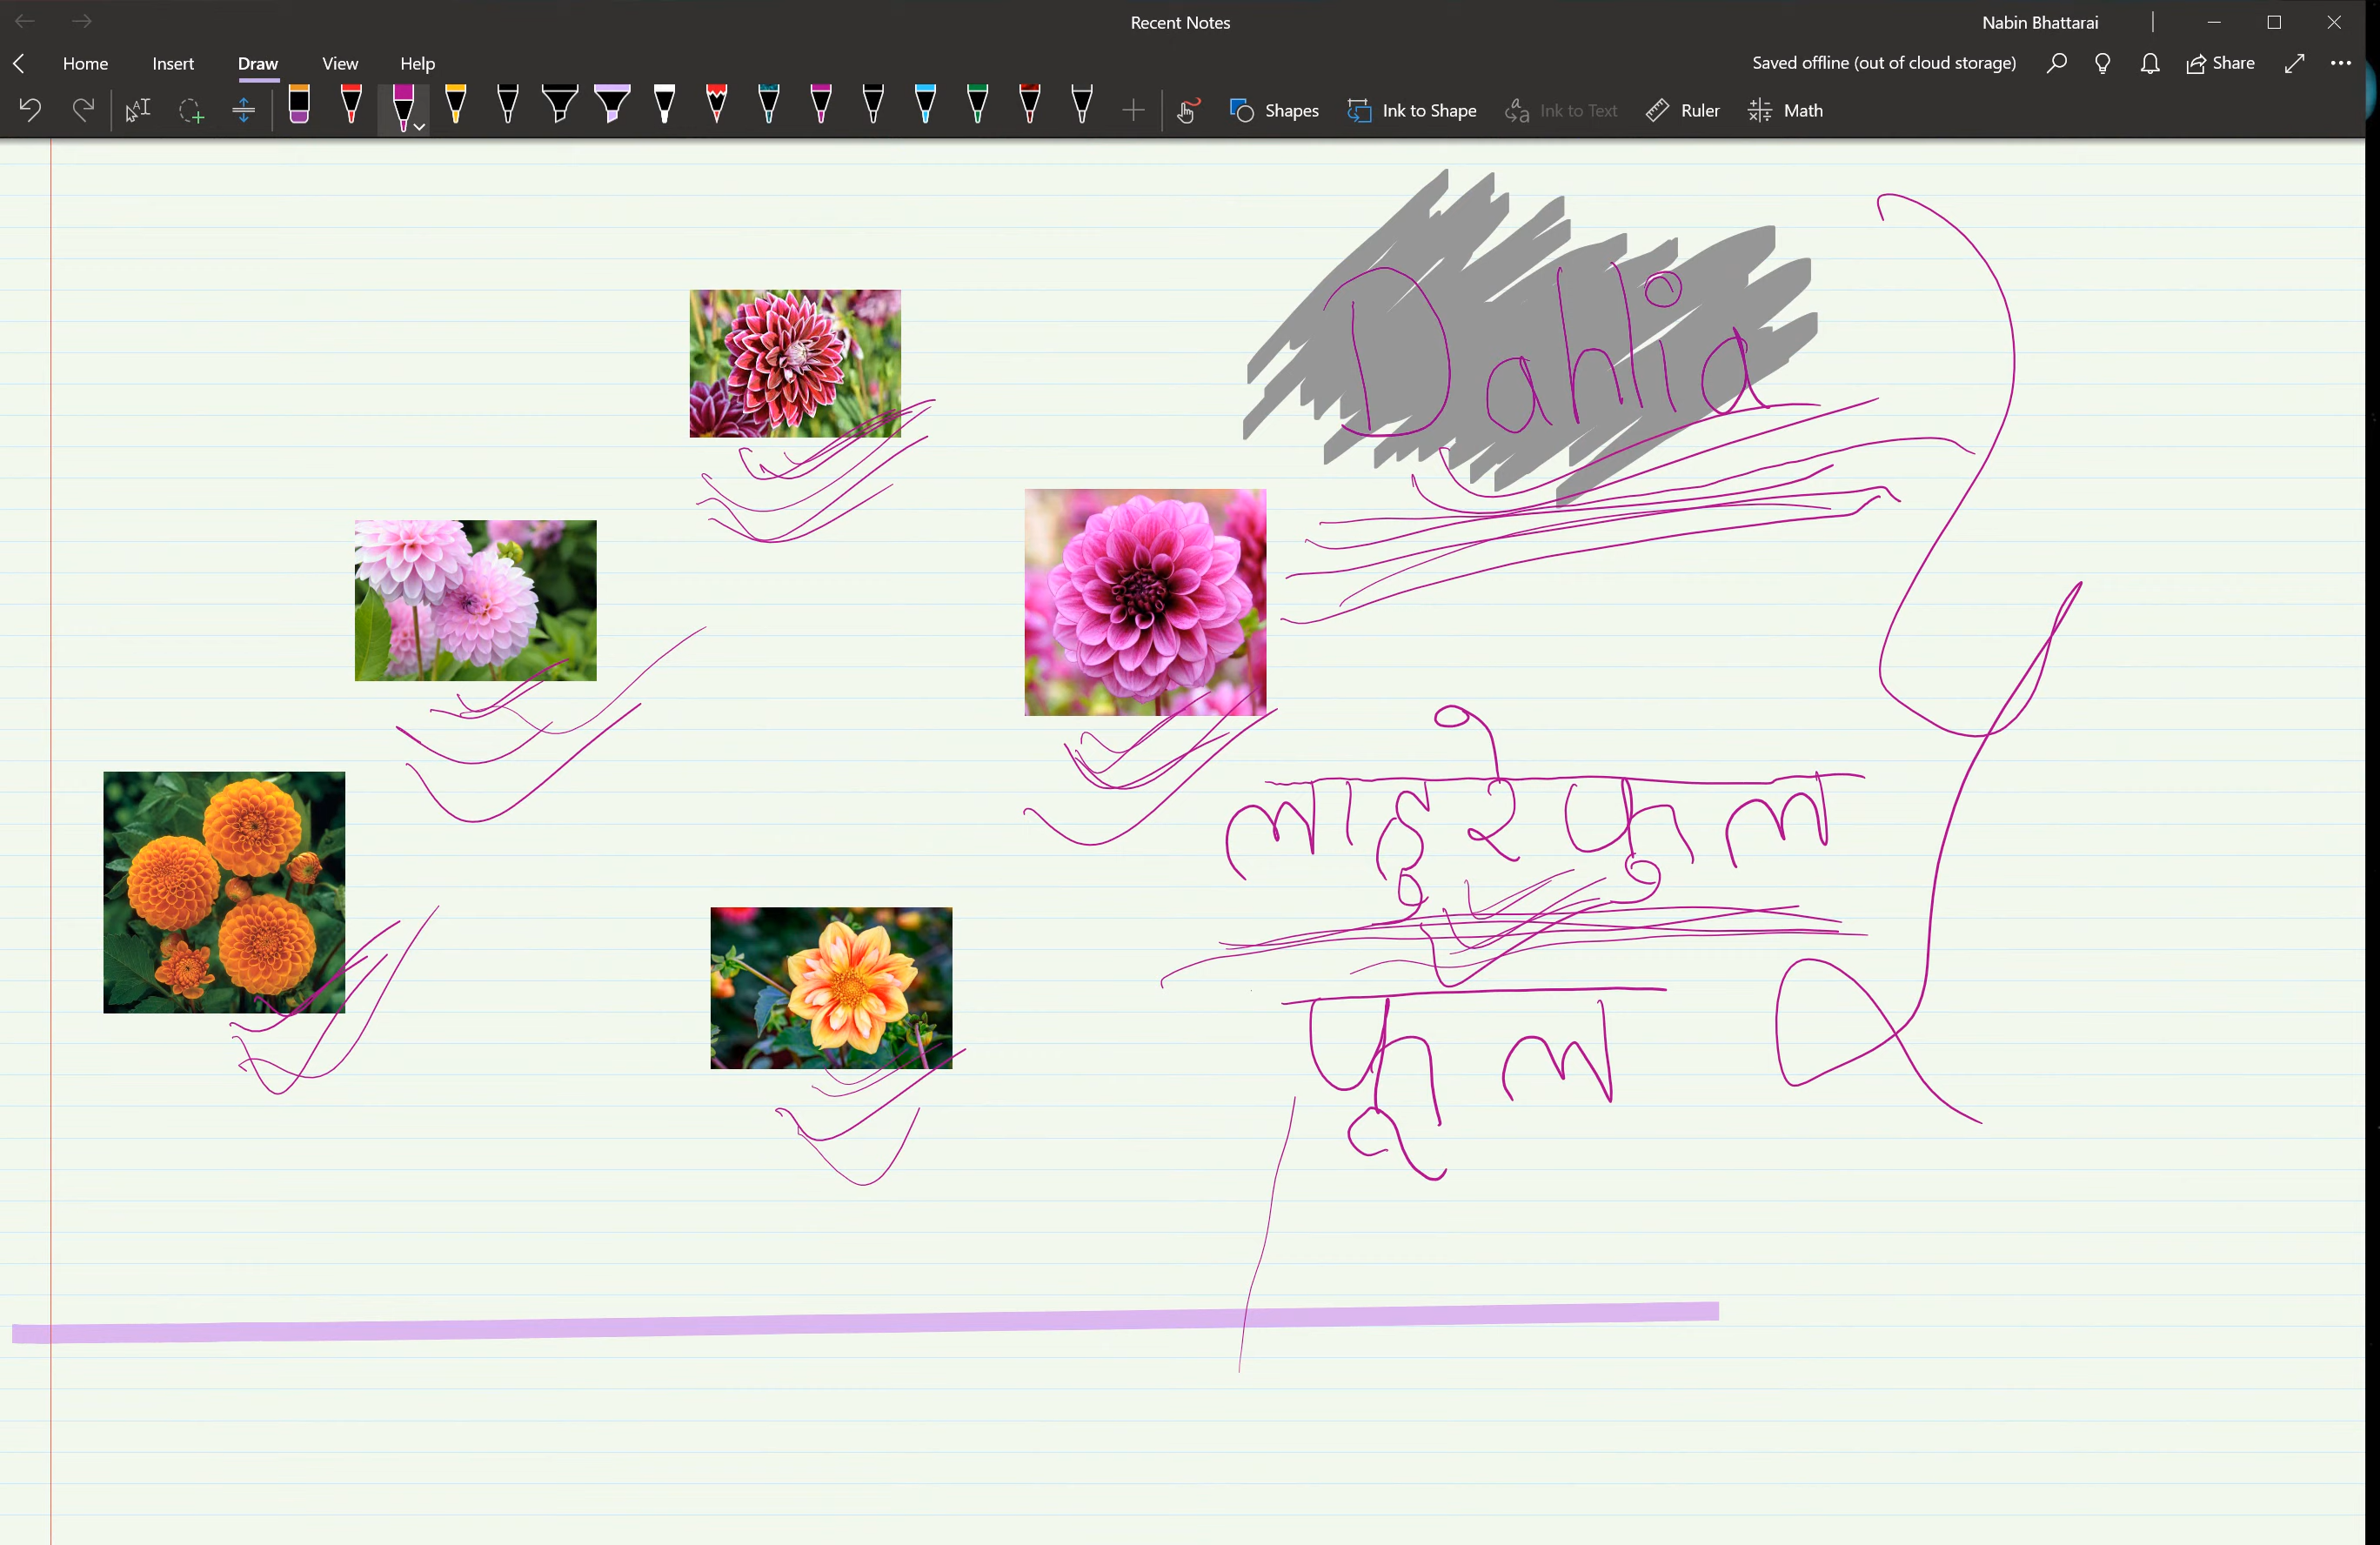 Recent Notes
Nabin Bhattarai
Home Insert Draw View Help
Saved offline (out of cloud storage)
Share
Shapes
Ink to Shape
Ink to Text
Ruler
Math
Dahlia
फूल